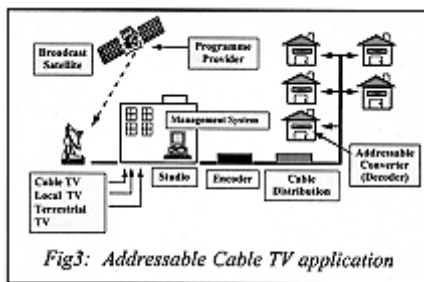 Broadcast
Satellite
Programme
Provider
Management System
Addressable
Converter
(Decoder)
Cable TV
Local TV
Terrestrial
TV
Studio
Encoder
Cable
Distribution
Fig3: Addressable Cable TV application